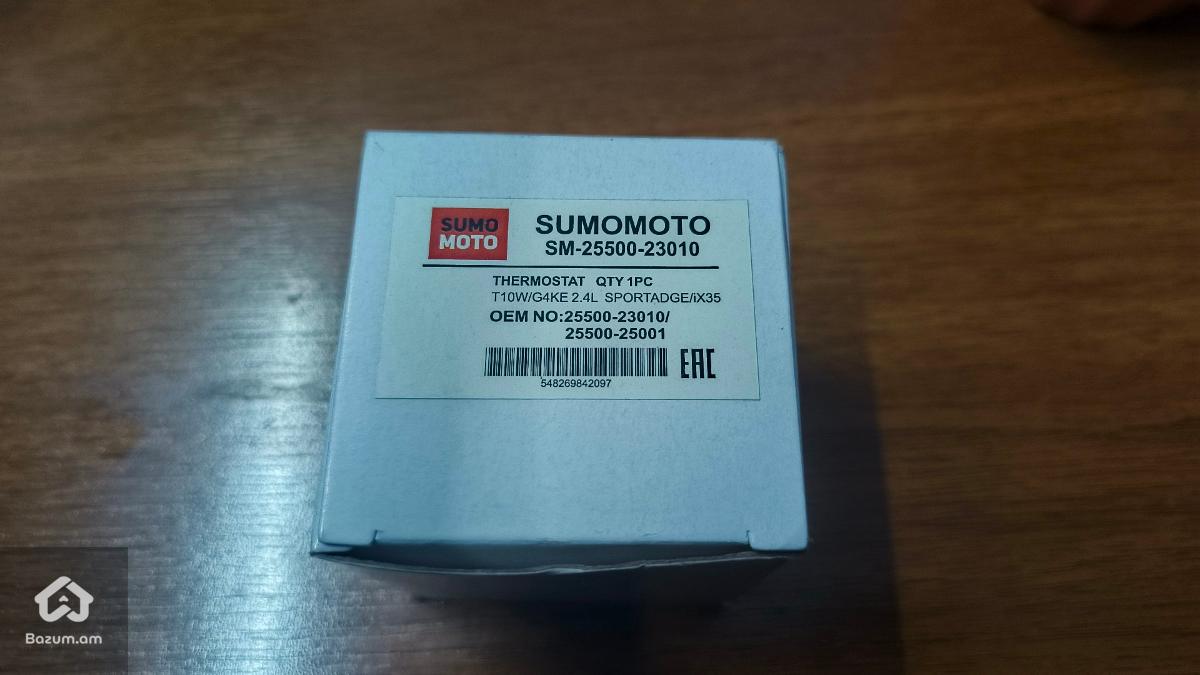 SUMO
MOTO
SUMOMOTO
SM-25500-23010
THERMOSTAT QTY 1PC
T10W/G4KE 2.4L SPORTADGE/iX35
OEM NO:25500-23010/
25500-25001
548269842097
EAC
Bazum.am